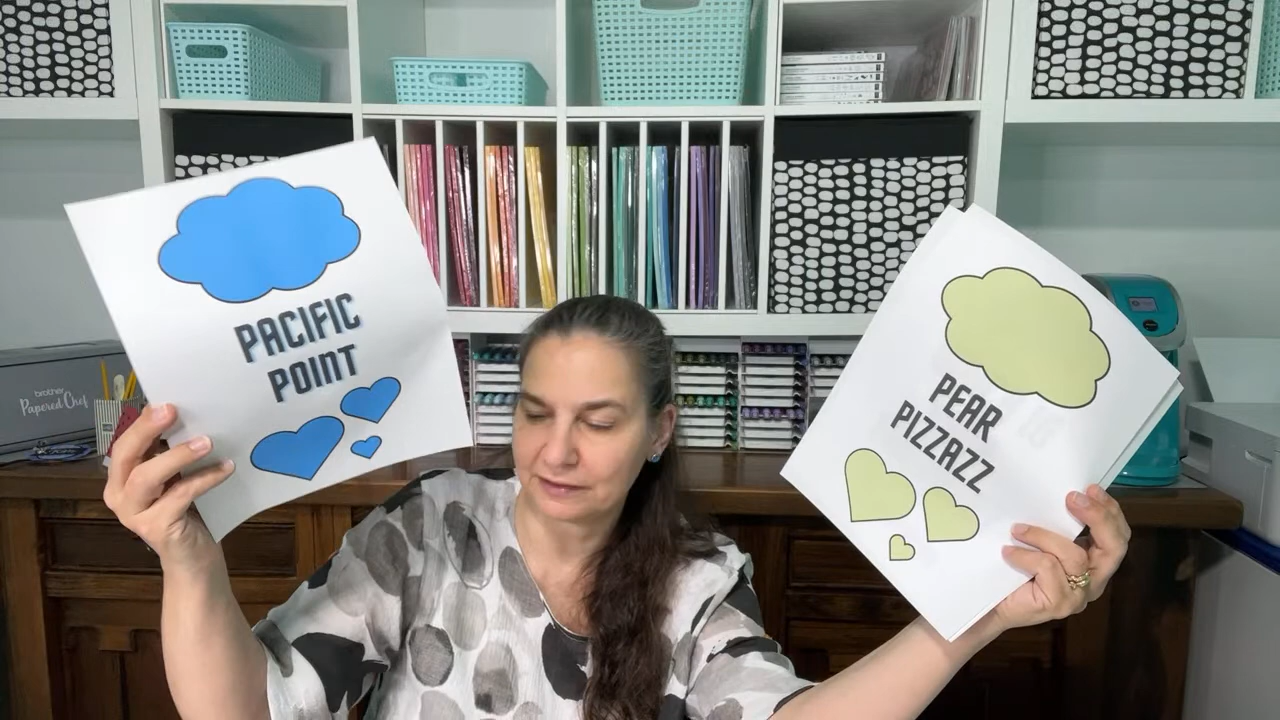 PACIFIC
POINT
PEAR
PIZZAZZ
brother
Papered Chef